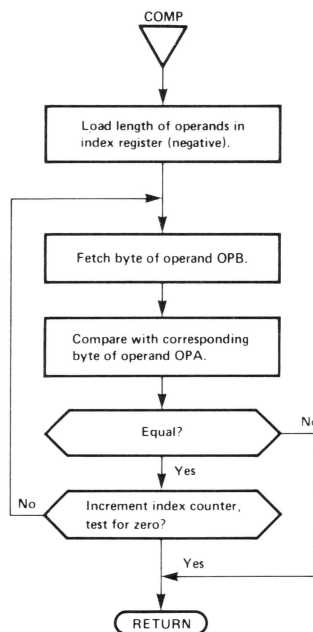 COMP
Load length of operands in
index register (negative).
Fetch byte of operand OPB.
Compare with corresponding
byte of operand OPA.
Equal?
No
Yes
No
Increment index counter,
test for zero?
Yes
RETURN